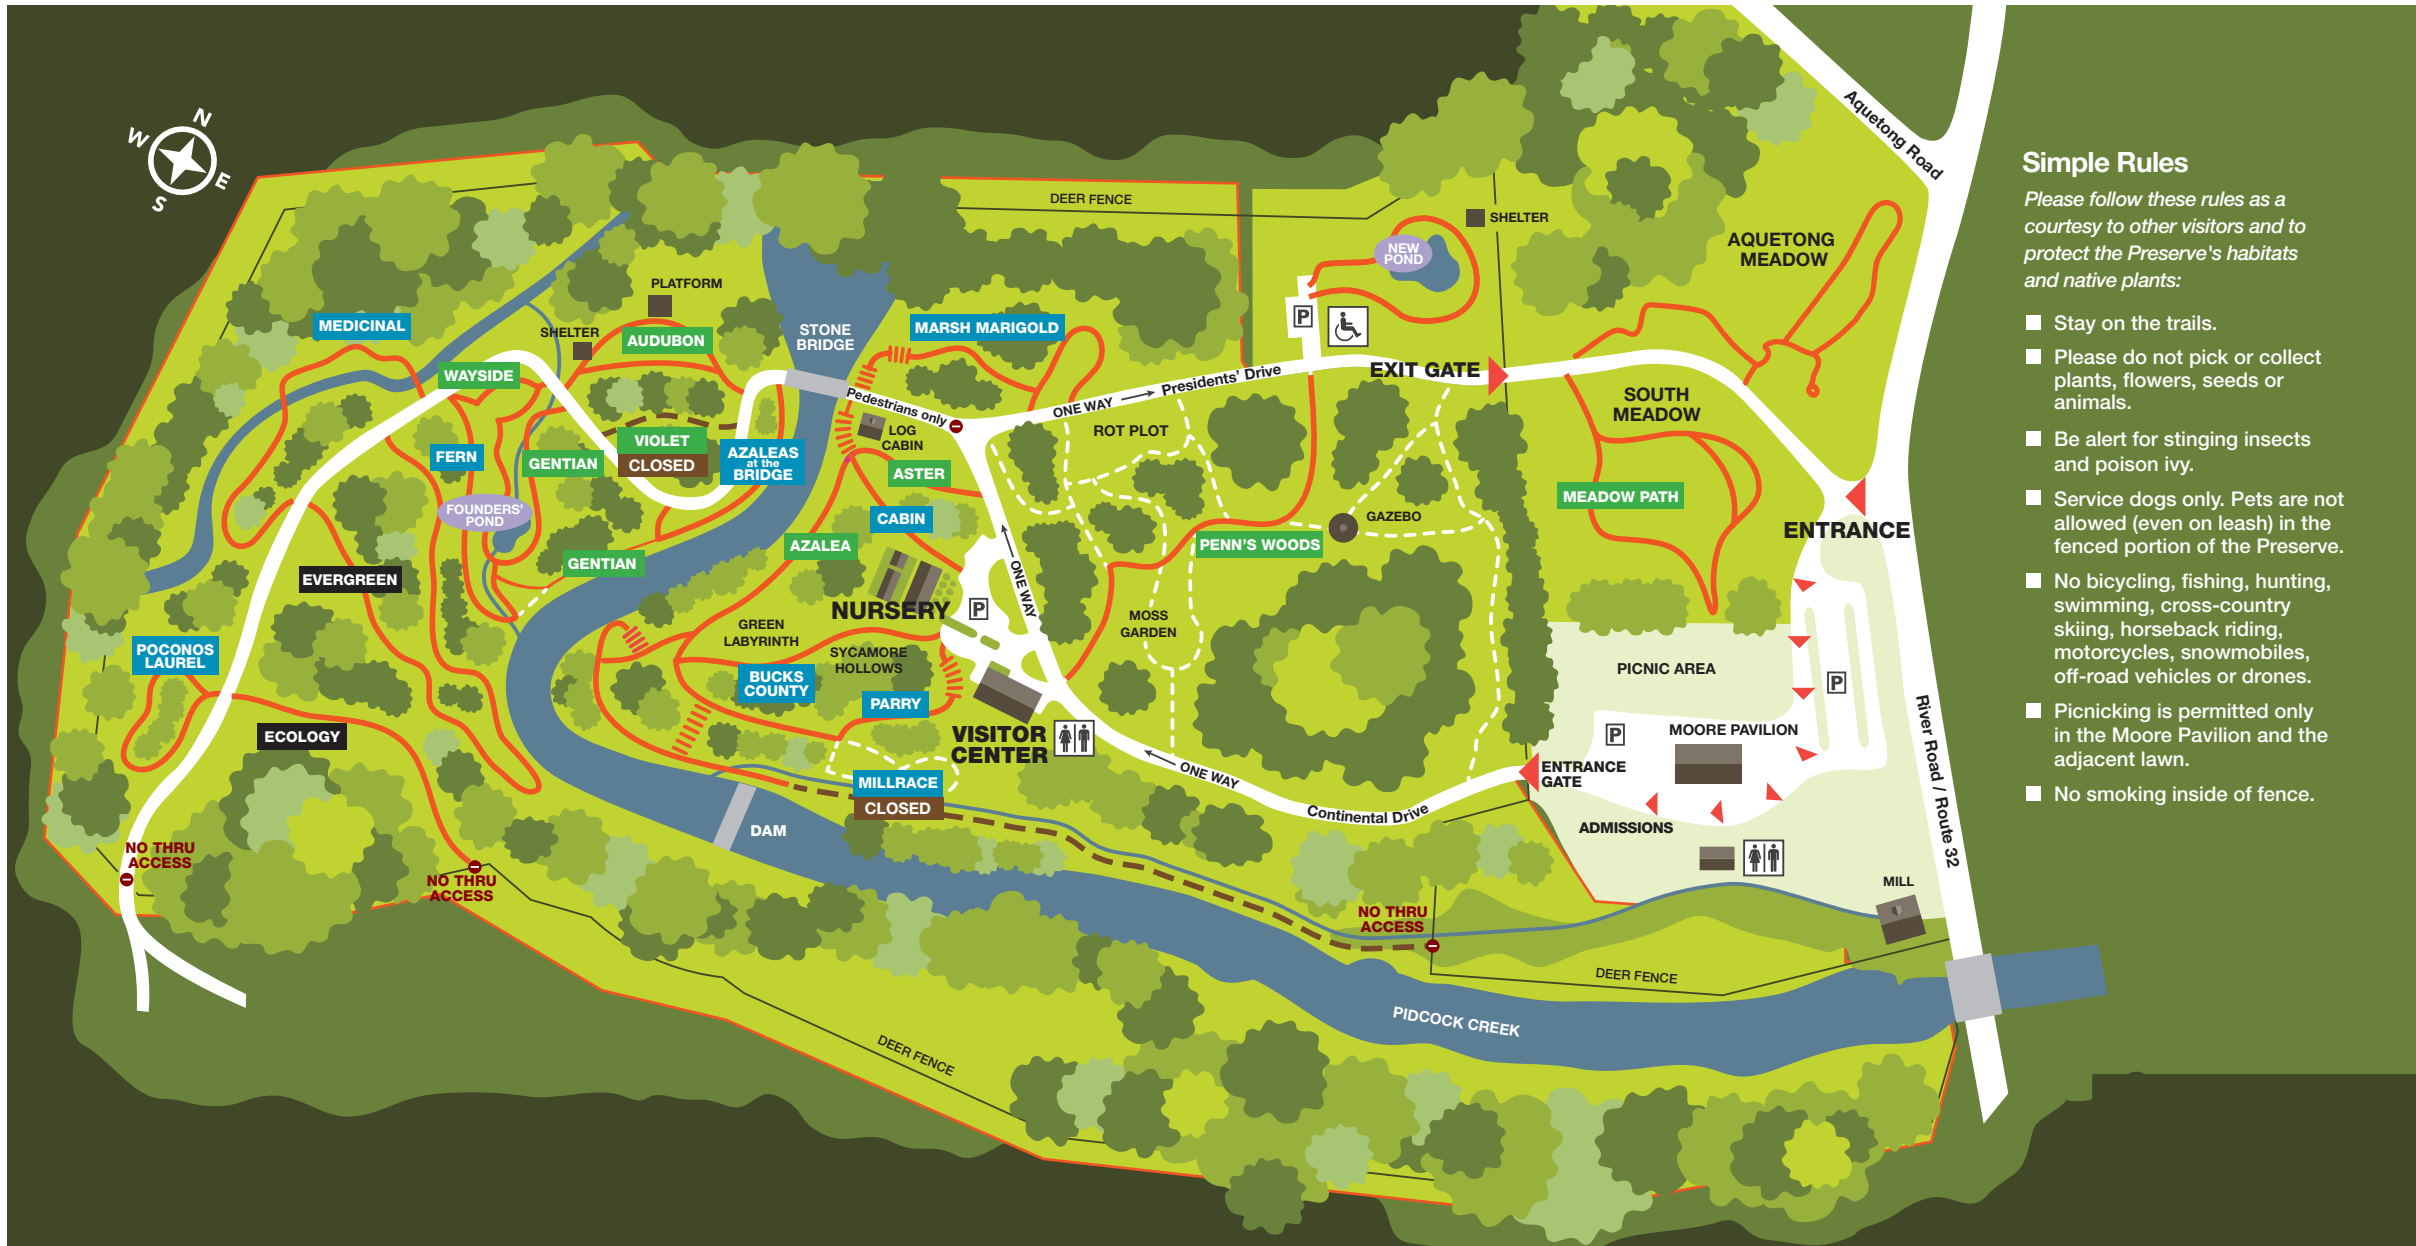 N
W
E
S
DEER FENCE
Aquetong Road
SHELTER
NEW
POND
AQUETONG
MEADOW
PLATFORM
MEDICINAL
SHELTER
AUDUBON
STONE
BRIDGE
MARSH MARIGOLD
P
WAYSIDE
EXIT GATE
Presidents' Drive
ONE WAY
Pedestrians only
SOUTH
MEADOW
LOG
CABIN
ROT PLOT
VIOLET
CLOSED
FERN
GENTIAN
AZALEAS
at the
BRIDGE
ASTER
MEADOW PATH
FOUNDERS'
POND
CABIN
GAZEBO
ENTRANCE
AZALEA
PENN'S WOODS
GENTIAN
EVERGREEN
ONE WAY
NURSERY
P
GREEN
LABYRINTH
MOSS
GARDEN
POCONOS
LAUREL
SYCAMORE
HOLLOWS
PICNIC AREA
P
BUCKS
COUNTY
PARRY
ECOLOGY
VISITOR
CENTER
P
MOORE PAVILION
River Road / Route 32
ONE WAY
ENTRANCE
GATE
MILLRACE
CLOSED
Continental Drive
DAM
ADMISSIONS
NO THRU
ACCESS
NO THRU
ACCESS
MILL
NO THRU
ACCESS
DEER FENCE
PIDCOCK CREEK
DEER FENCE
Simple Rules
Please follow these rules as a
courtesy to other visitors and to
protect the Preserve's habitats
and native plants:
Stay on the trails.
Please do not pick or collect
plants, flowers, seeds or
animals.
Be alert for stinging insects
and poison ivy.
Service dogs only. Pets are not
allowed (even on leash) in the
fenced portion of the Preserve.
No bicycling, fishing, hunting,
swimming, cross-country
skiing, horseback riding,
motorcycles, snowmobiles,
off-road vehicles or drones.
Picnicking is permitted only
in the Moore Pavilion and the
adjacent lawn.
No smoking inside of fence.